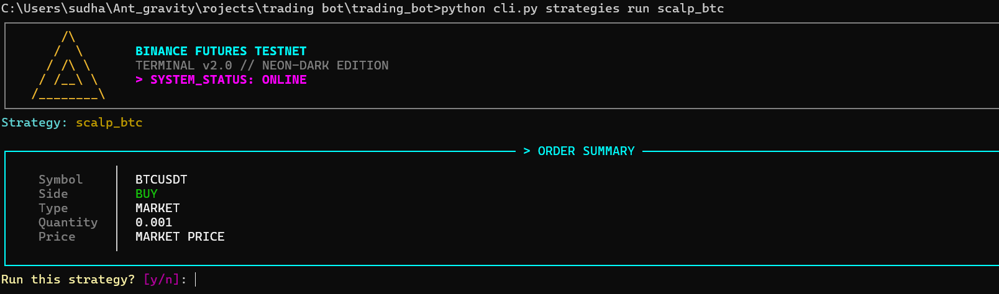 C:\Users\sudha\Ant_gravity\rojects\trading bot\trading_bot>python cli.py strategies run scalp_btc
BINANCE FUTURES TESTNET
TERMINAL v2.0 // NEON-DARK EDITION
> SYSTEM_STATUS: ONLINE
Strategy: scalp_btc
> ORDER SUMMARY
Symbol BTCUSDT
Side BUY
Type MARKET
Quantity 0.001
Price MARKET PRICE
Run this strategy? [y/n]: